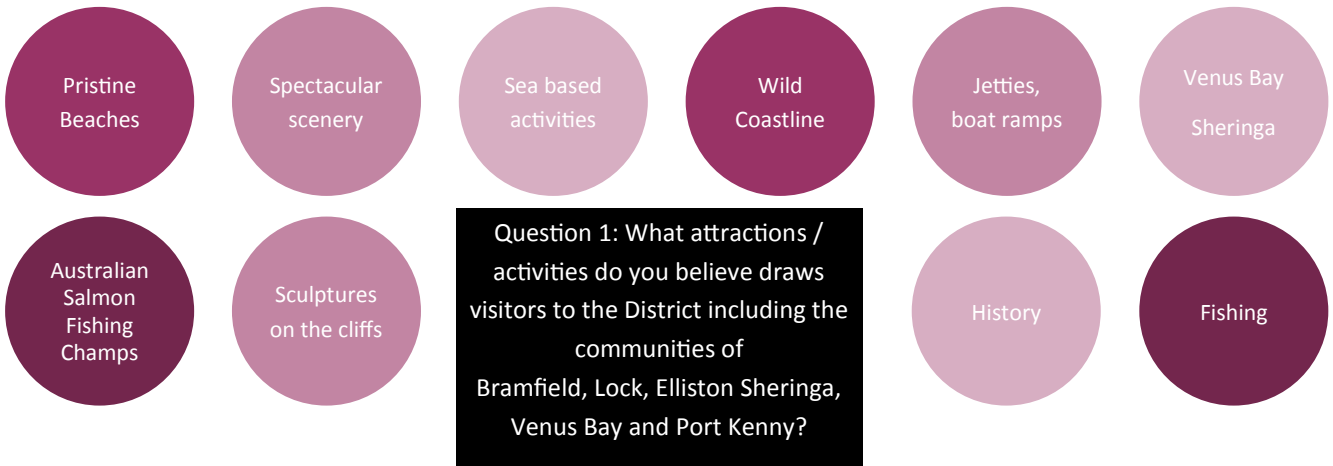 Pristine
Beaches
Spectacular
scenery
Sea based
activities
Wild
Coastline
Jetties,
boat ramps
Venus Bay
Sheringa
Australian
Salmon
Fishing
Champs
Sculptures
on the cliffs
Question 1: What attractions /
activities do you believe draws
visitors to the District including the
communities of
Bramfield, Lock, Elliston Sheringa,
Venus Bay and Port Kenny?
History
Fishing